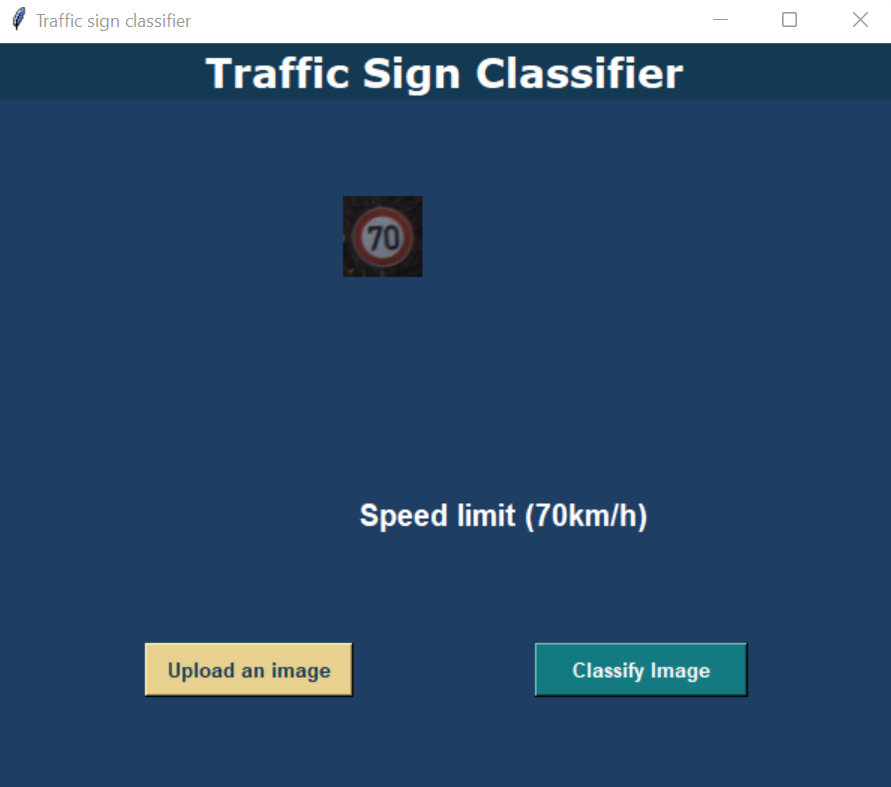 Traffic sign classifier
Traffic Sign Classifier
70
Speed limit (70km/h)
Upload an image
Classify Image